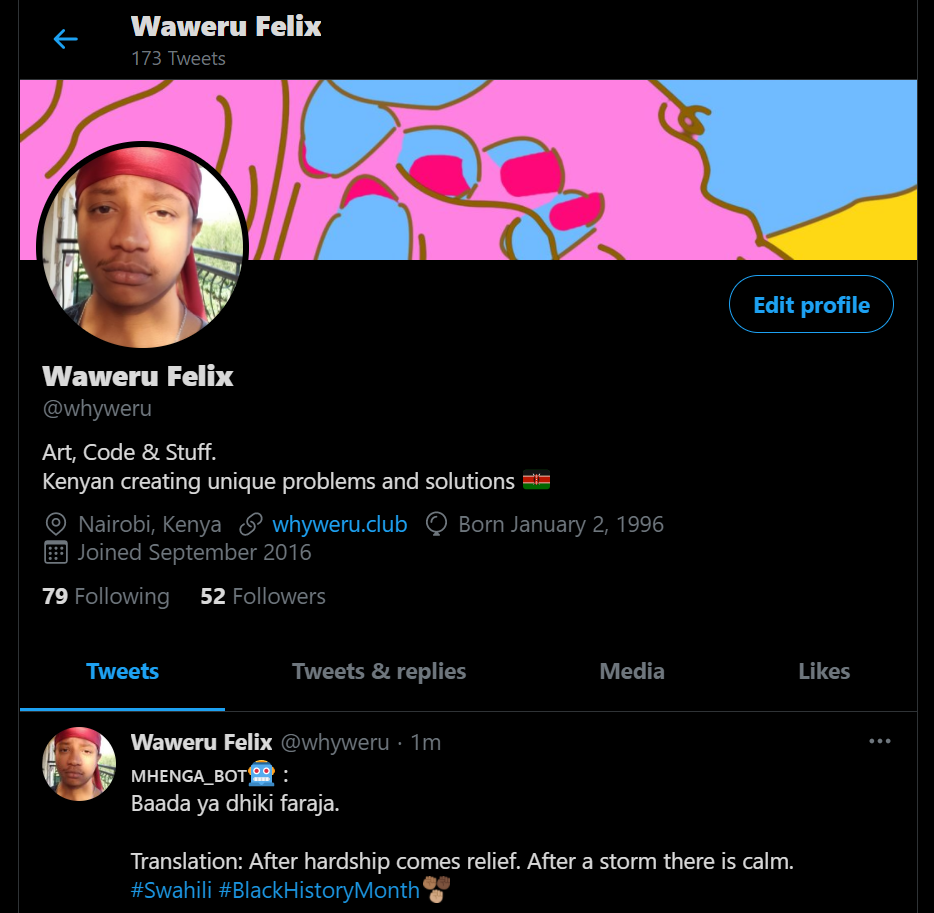 Waweru Felix
173 Tweets
Edit profile
Waweru Felix
@whyweru
Art, Code & Stuff.
Kenyan creating unique problems and solutions 🇰🇪
Nairobi, Kenya whyweru.club Born January 2, 1996
Joined September 2016
79 Following 52 Followers
Tweets Tweets & replies Media Likes
Waweru Felix @whyweru · 1m
MHENGA_BOT🤖 :
Baada ya dhiki faraja.
Translation: After hardship comes relief. After a storm there is calm.
#Swahili #BlackHistoryMonth